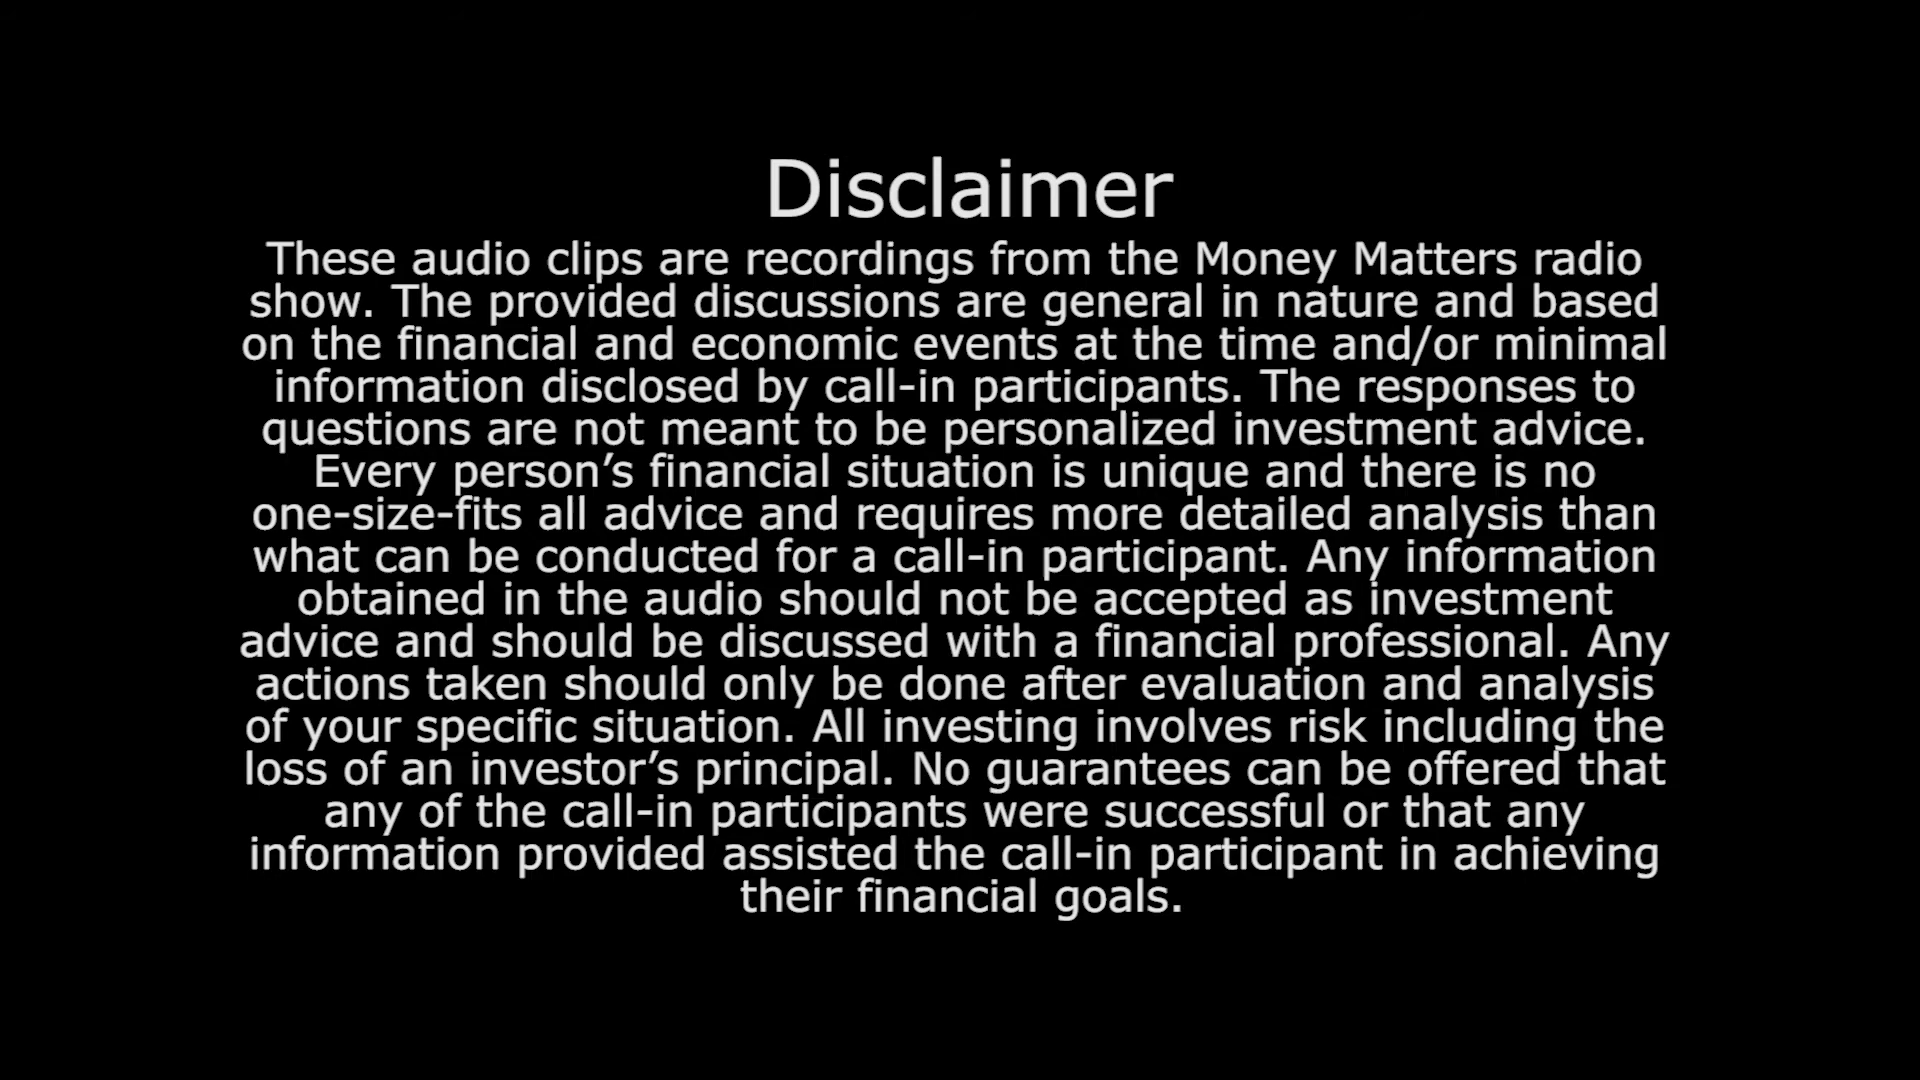 Disclaimer
These audio clips are recordings from the Money Matters radio
show. The provided discussions are general in nature and based
on the financial and economic events at the time and/or minimal
information disclosed by call-in participants. The responses to
questions are not meant to be personalized investment advice.
Every person’s financial situation is unique and there is no
one-size-fits all advice and requires more detailed analysis than
what can be conducted for a call-in participant. Any information
obtained in the audio should not be accepted as investment
advice and should be discussed with a financial professional. Any
actions taken should only be done after evaluation and analysis
of your specific situation. All investing involves risk including the
loss of an investor’s principal. No guarantees can be offered that
any of the call-in participants were successful or that any
information provided assisted the call-in participant in achieving
their financial goals.